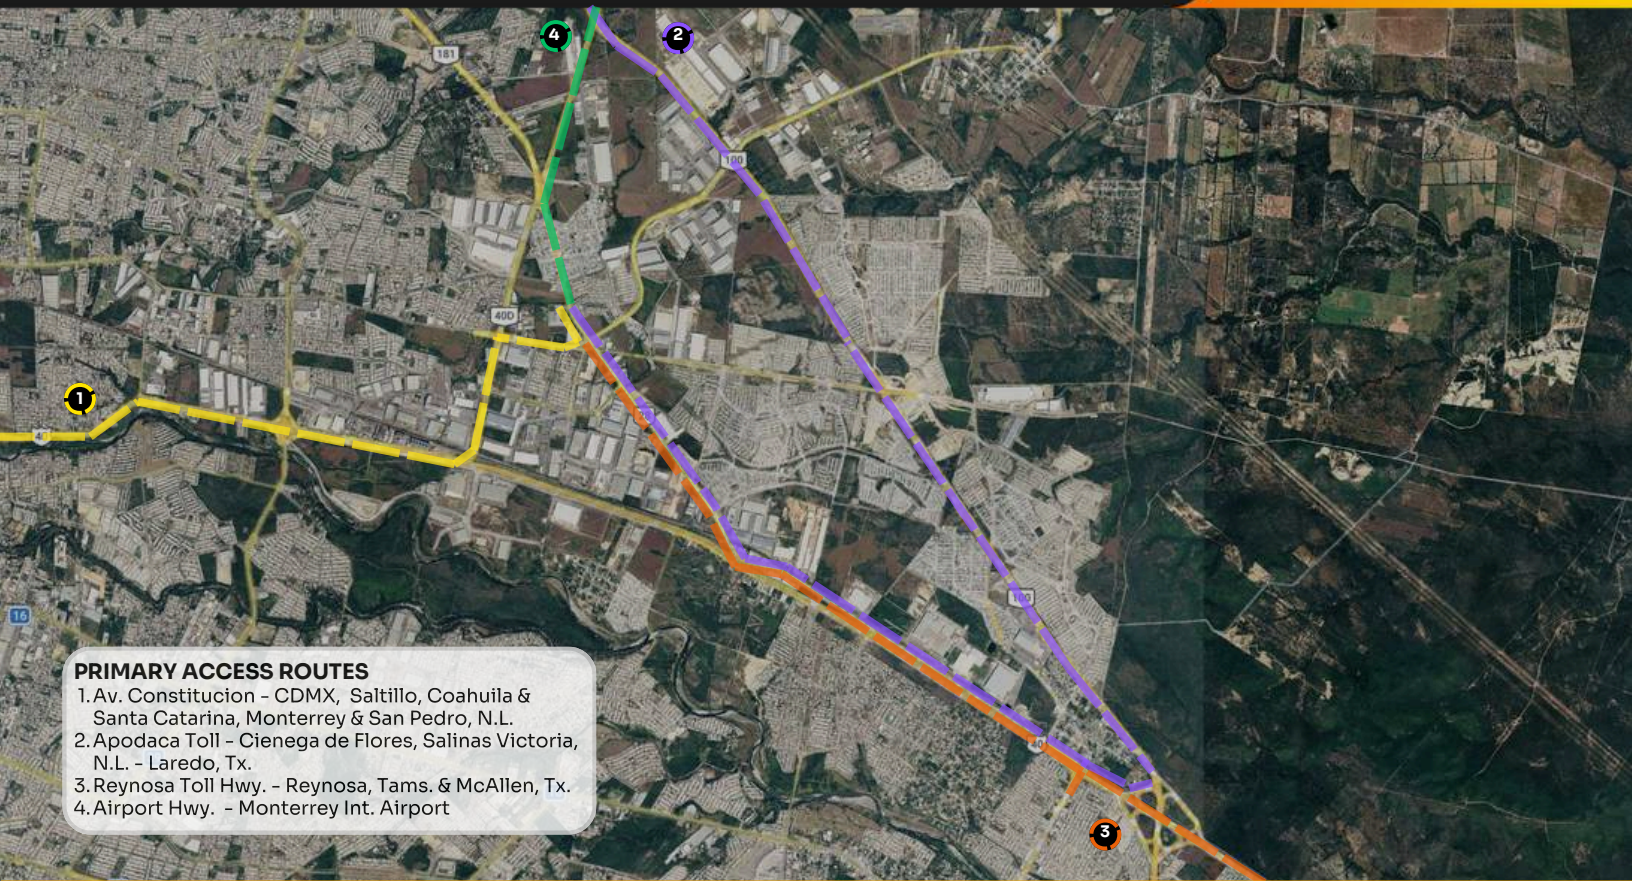 4
2
181
100
40D
1
16
100
40
PRIMARY ACCESS ROUTES
1. Av. Constitucion - CDMX, Saltillo, Coahuila &
Santa Catarina, Monterrey & San Pedro, N.L.
2. Apodaca Toll - Cienega de Flores, Salinas Victoria,
N.L. - Laredo, Tx.
3. Reynosa Toll Hwy. - Reynosa, Tams. & McAllen, Tx.
4. Airport Hwy. - Monterrey Int. Airport
3